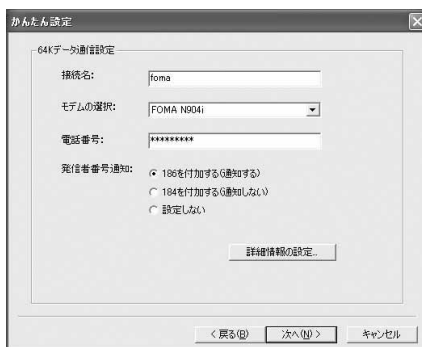 かんたん設定
64Kデータ通信設定
接続名: foma
モデムの選択: FOMA N904i
電話番号: *********
発信者番号通知: 186を付加する(通知する)
184を付加する(通知しない)
設定しない
詳細情報の設定...
< 戻る(B) 次へ(N) > キャンセル